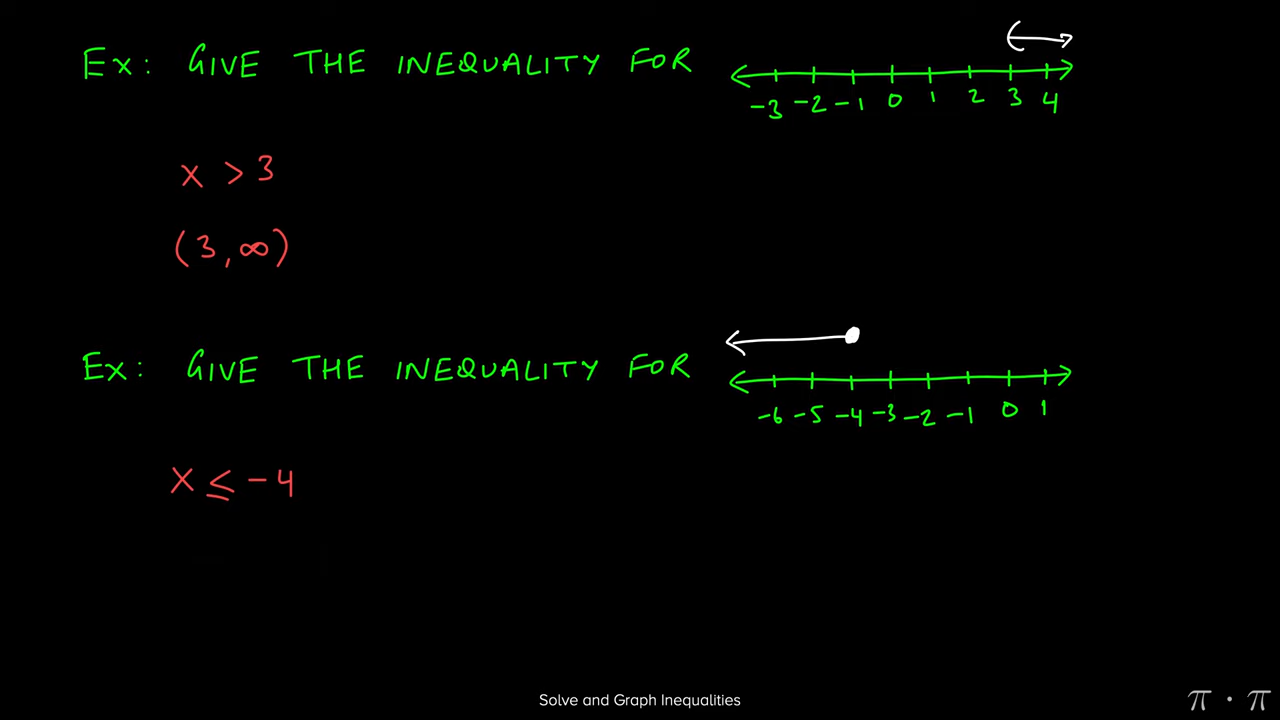 Ex: GIVE THE INEQUALITY FOR
-3 -2 -1 0 1 2 3 4
x > 3
(3, ∞)
Ex: GIVE THE INEQUALITY FOR
-6 -5 -4 -3 -2 -1 0 1
x ≤ -4
Solve and Graph Inequalities
π · π